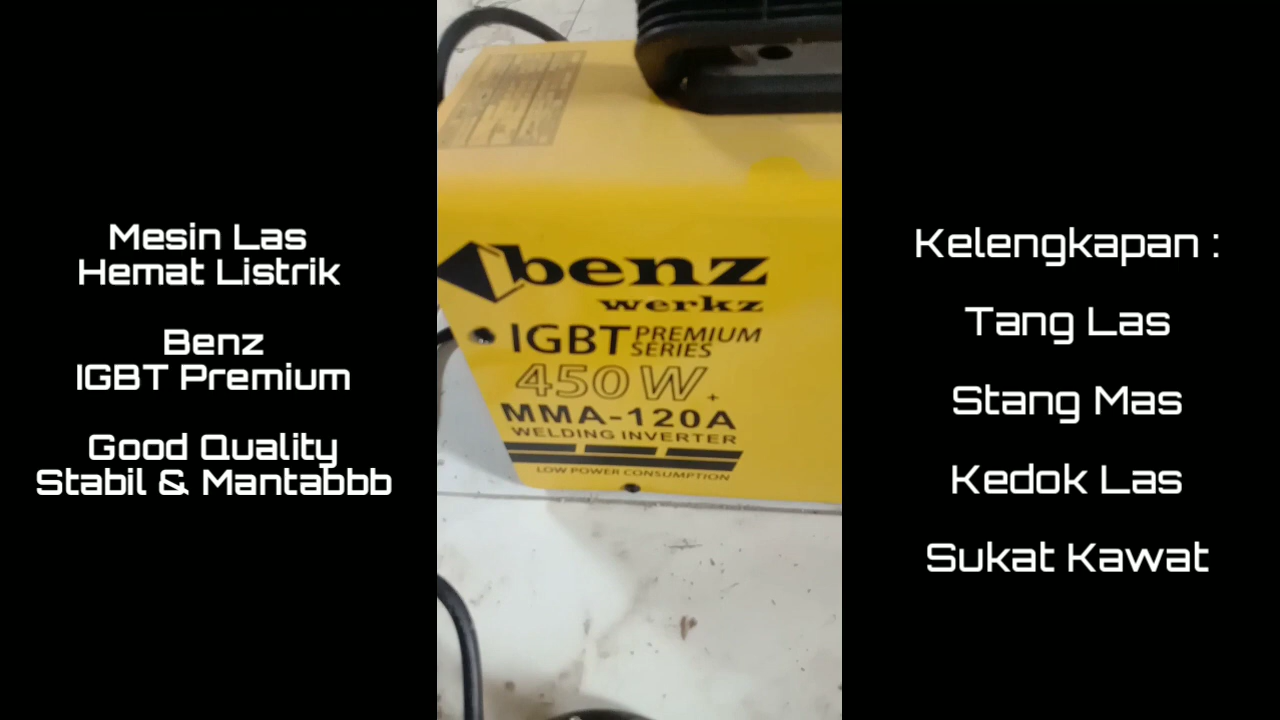 Mesin Las
Hemat Listrik
Benz
IGBT Premium
Good Quality
Stabil & Mantabbb
benz
werkz
IGBT PREMIUM SERIES
450W+
MMA-120A
WELDING INVERTER
LOW POWER CONSUMPTION
Kelengkapan :
Tang Las
Stang Mas
Kedok Las
Sukat Kawat